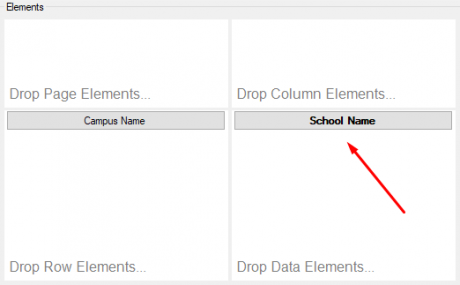 Elements
Drop Page Elements...
Drop Column Elements...
Campus Name
School Name
Drop Row Elements...
Drop Data Elements...